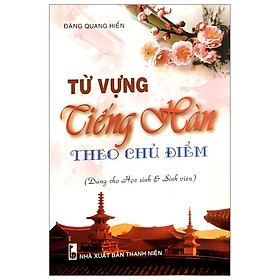 ĐẶNG QUANG HIỂN
TỪ VỰNG
Tiếng Hàn
THEO CHỦ ĐIỂM
(Dùng cho Học sinh & Sinh viên)
NHÀ XUẤT BẢN THANH NIÊN